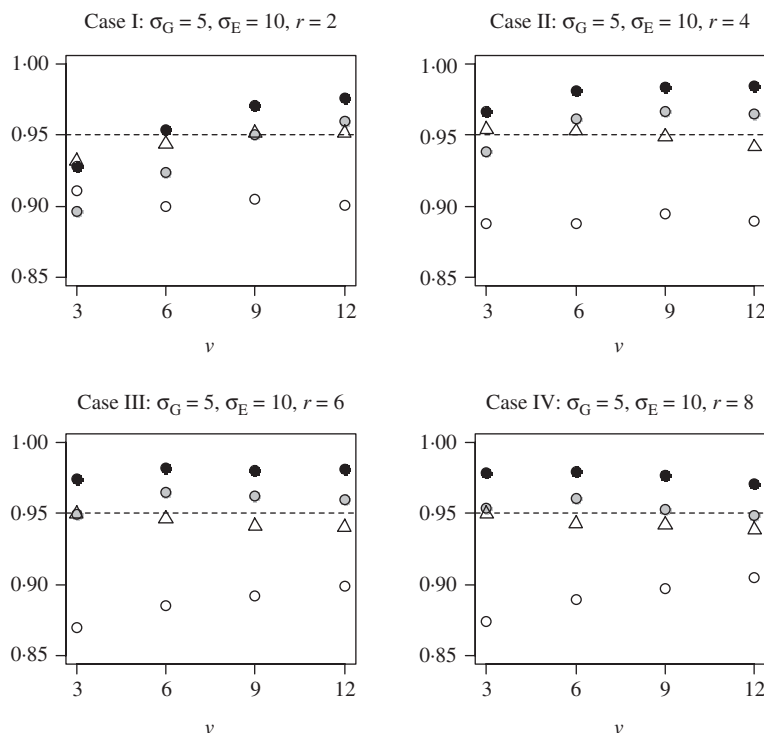 Case I: σG = 5, σE = 10, r = 2
1·00
0·95
0·90
0·85
3 6 9 12
v
Case II: σG = 5, σE = 10, r = 4
1·00
0·95
0·90
0·85
3 6 9 12
v
Case III: σG = 5, σE = 10, r = 6
1·00
0·95
0·90
0·85
3 6 9 12
v
Case IV: σG = 5, σE = 10, r = 8
1·00
0·95
0·90
0·85
3 6 9 12
v